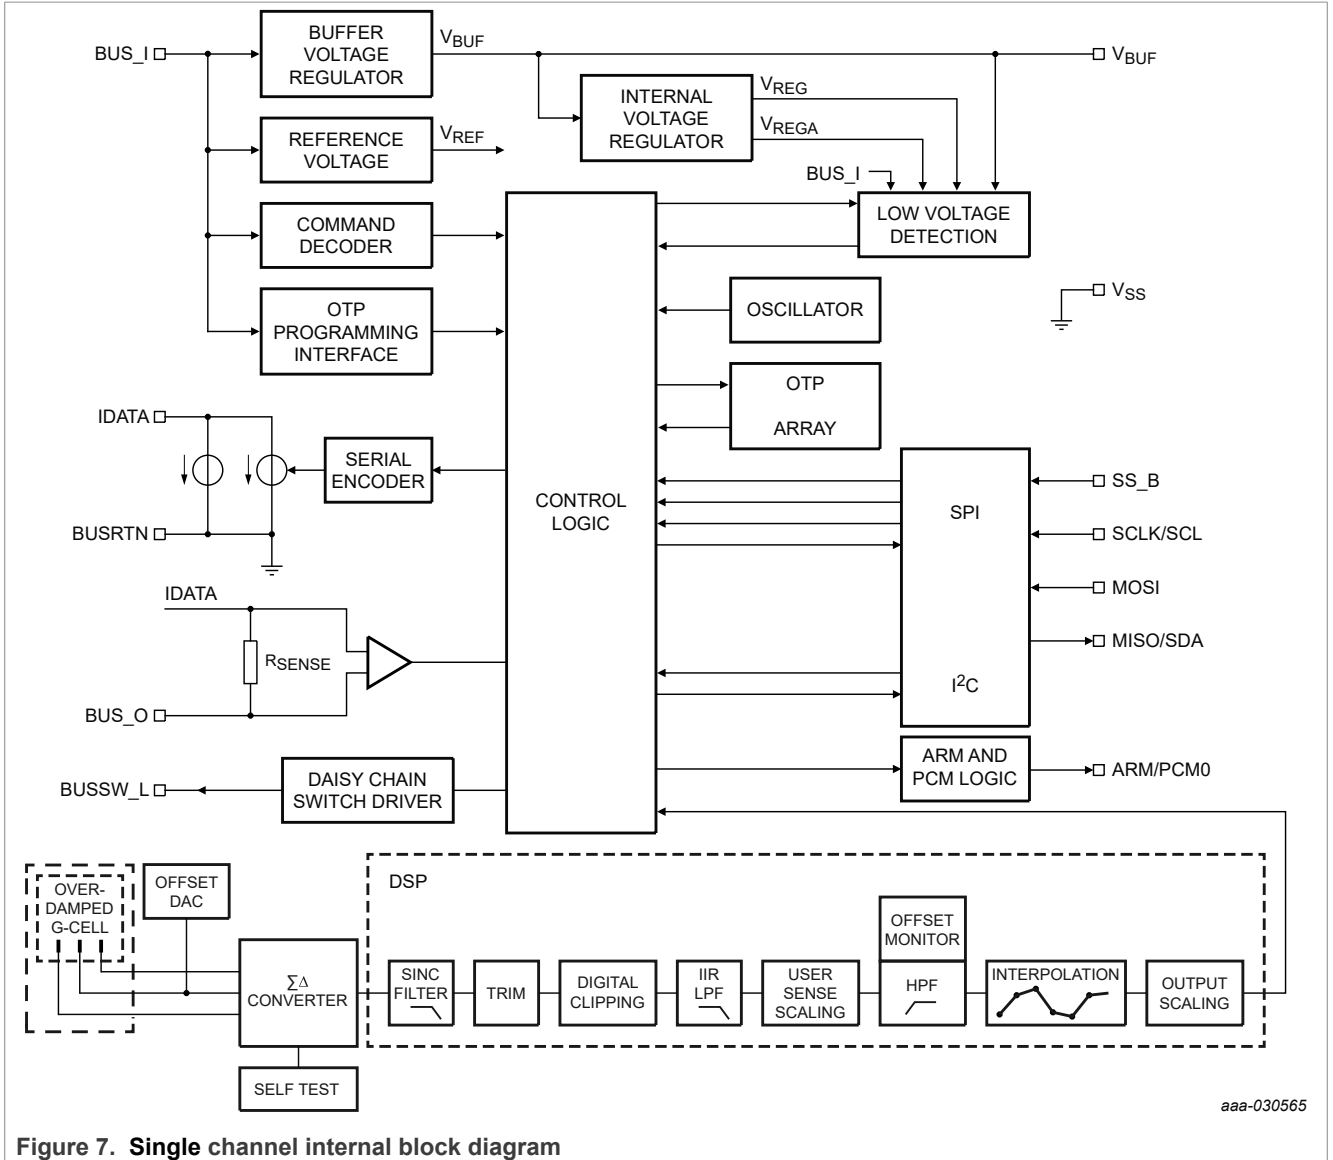 BUS_I
BUFFER
VOLTAGE
REGULATOR
VBUF
VBUF
INTERNAL
VOLTAGE
REGULATOR
VREG
VREGA
REFERENCE
VOLTAGE
VREF
BUS_I
LOW VOLTAGE
DETECTION
COMMAND
DECODER
OTP
PROGRAMMING
INTERFACE
VSS
OSCILLATOR
OTP
ARRAY
IDATA
SERIAL
ENCODER
BUSRTN
CONTROL
LOGIC
SPI
I2C
SS_B
SCLK/SCL
MOSI
MISO/SDA
IDATA
RSENSE
BUS_O
BUSSW_L
DAISY CHAIN
SWITCH DRIVER
ARM AND
PCM LOGIC
ARM/PCM0
OVER-
DAMPED
G-CELL
OFFSET
DAC
ΣΔ
CONVERTER
SELF TEST
DSP
SINC
FILTER
TRIM
DIGITAL
CLIPPING
IIR
LPF
USER
SENSE
SCALING
OFFSET
MONITOR
HPF
INTERPOLATION
OUTPUT
SCALING
aaa-030565
Figure 7. Single channel internal block diagram